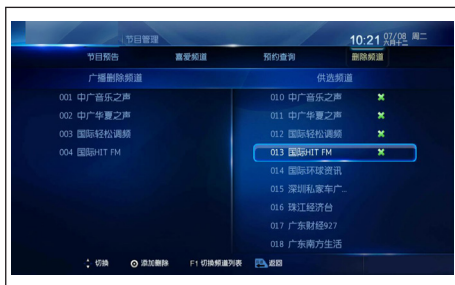 节目管理
10:21 07/08 周二
六月十二
节目预告 喜爱频道 预约查询 删除频道
广播删除频道 供选频道
001 中广音乐之声 010 中广音乐之声
002 中广华夏之声 011 中广华夏之声
003 国际轻松调频 012 国际轻松调频
004 国际HIT FM 013 国际HIT FM
014 国际环球资讯
015 深圳私家车广...
016 珠江经济台
017 广东财经927
018 广东南方生活
切换 添加删除 F1 切换频道列表 返回